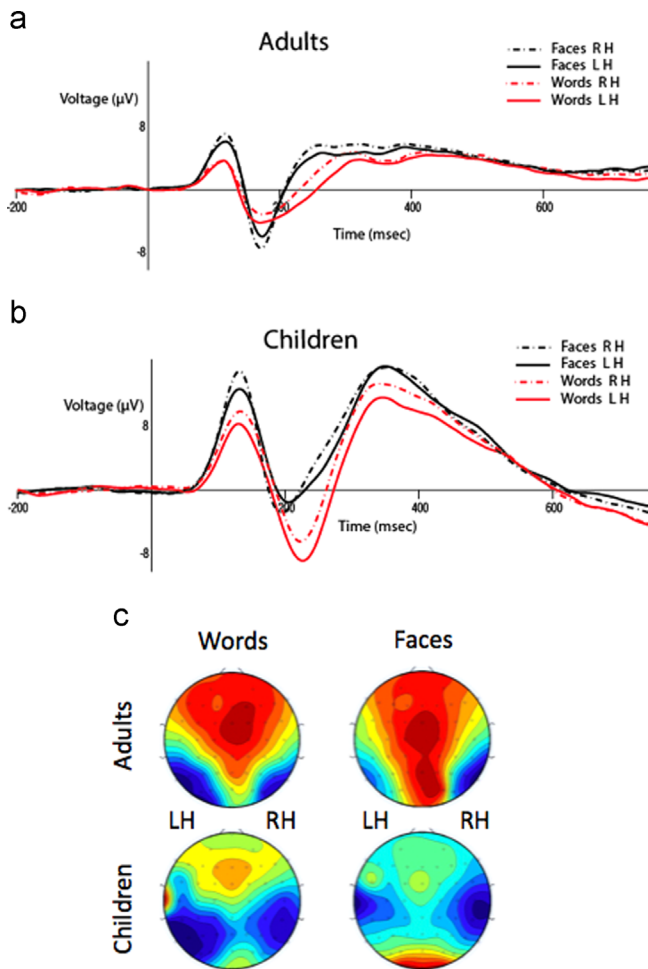 a
Adults
Faces R H
Faces L H
Words R H
Words L H
Voltage (µV)
8
-200
200
400
600
Time (msec)
-8
b
Children
Faces R H
Faces L H
Words R H
Words L H
Voltage (µV)
8
-200
200
400
600
Time (msec)
-8
c
Words Faces
Adults
LH RH LH RH
Children